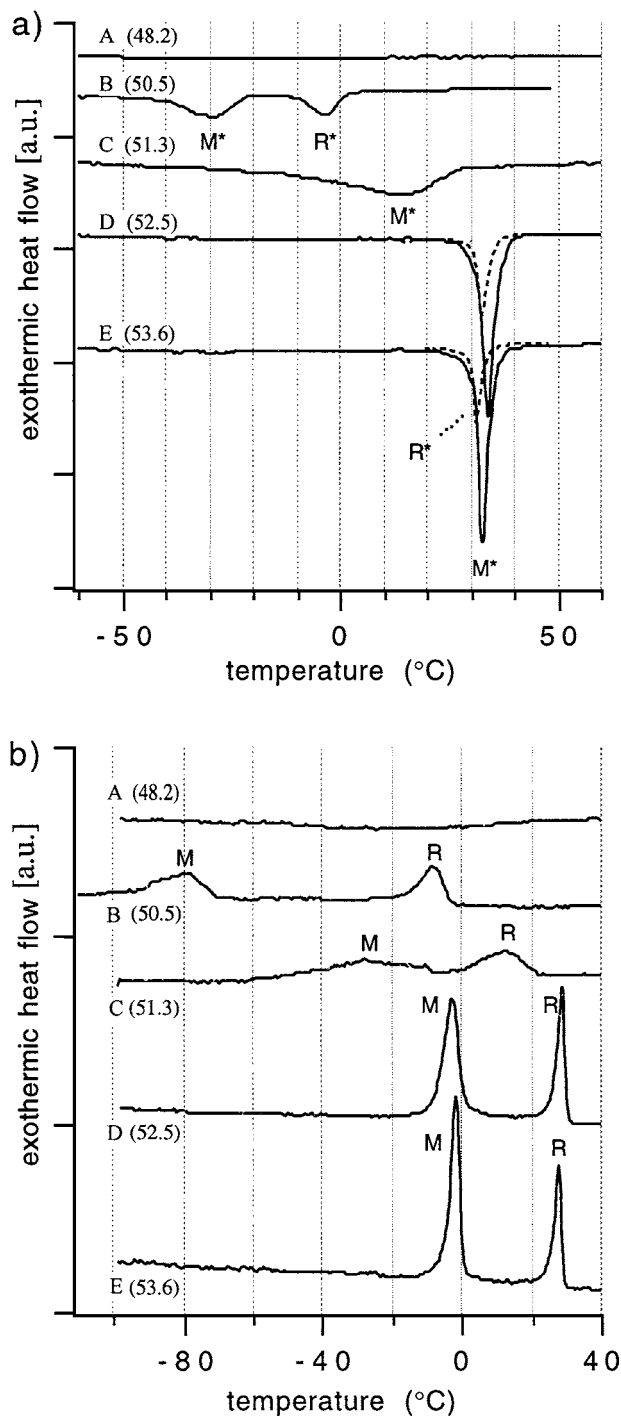 a)
A (48.2)
B (50.5)
M*
R*
C (51.3)
M*
D (52.5)
E (53.6)
R*
M*
exothermic heat flow [a.u.]
-50
0
50
temperature (°C)
b)
A (48.2)
M
R
B (50.5)
M
R
C (51.3)
M
R
D (52.5)
M
R
E (53.6)
exothermic heat flow [a.u.]
-80
-40
0
40
temperature (°C)